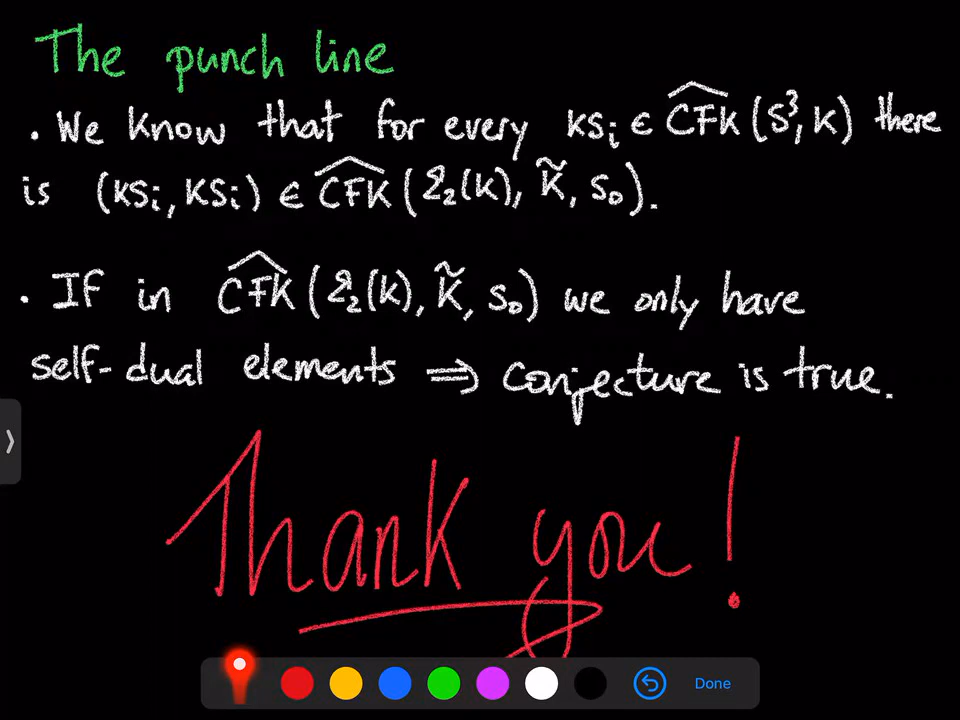 The punch line
. We know that for every KS_i ∈ \widehat{CFK}(S^3, K) there
is (KS_i, KS_i) ∈ \widehat{CFK}(Σ_2(K), \tilde{K}, s_0).
. If in \widehat{CFK}(Σ_2(K), \tilde{K}, s_0) we only have
self-dual elements ⟹ conjecture is true.
Thank you!
Done